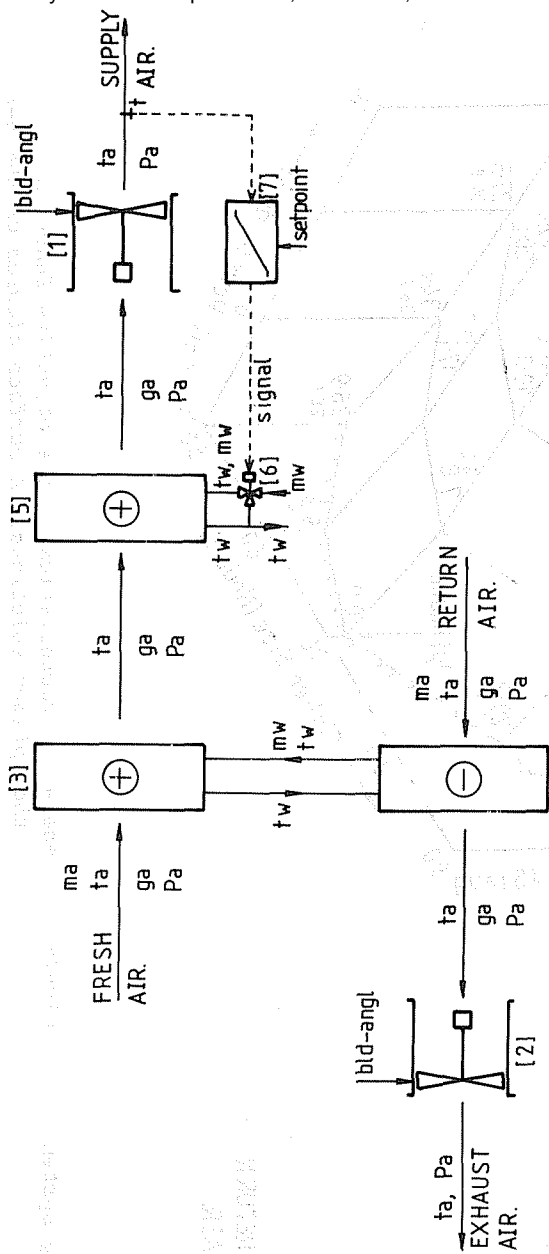 FRESH
AIR.
ma
ta
ga
Pa
[3]
ta
ga
Pa
[5]
ta
ga
Pa
bld-angl
[1]
ta
Pa
SUPPLY
AIR.
t
tw
tw, mw
[6]
tw
mw
signal
[7]
setpoint
tw
mw
tw
RETURN
AIR.
ma
ta
ga
Pa
ta
ga
Pa
bld-angl
[2]
ta, Pa
EXHAUST
AIR.